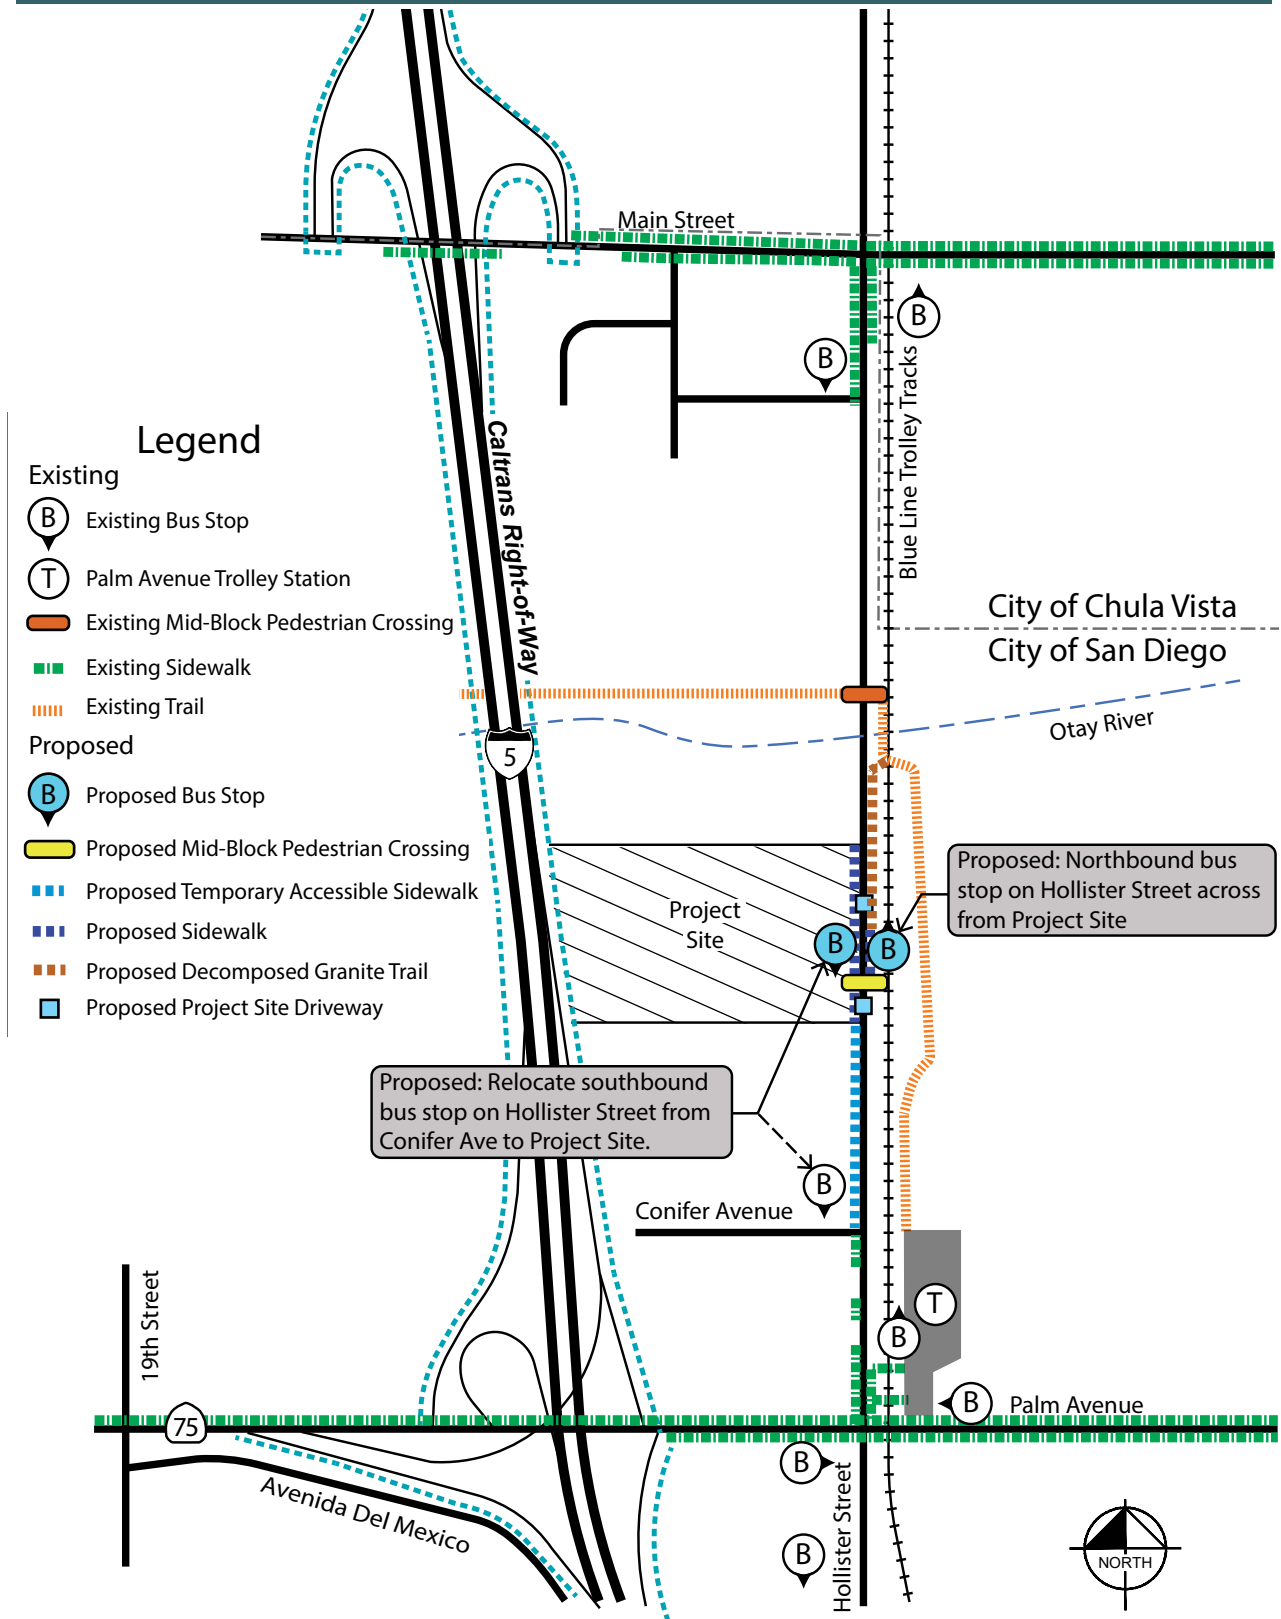 Main Street
B
B
Blue Line Trolley Tracks
Caltrans Right-of-Way
Legend
Existing
B
Existing Bus Stop
T
Palm Avenue Trolley Station
Existing Mid-Block Pedestrian Crossing
Existing Sidewalk
Existing Trail
Proposed
B
Proposed Bus Stop
Proposed Mid-Block Pedestrian Crossing
Proposed Temporary Accessible Sidewalk
Proposed Sidewalk
Proposed Decomposed Granite Trail
Proposed Project Site Driveway
City of Chula Vista
City of San Diego
Otay River
5
Project
Site
B
B
Proposed: Northbound bus
stop on Hollister Street across
from Project Site
Proposed: Relocate southbound
bus stop on Hollister Street from
Conifer Ave to Project Site.
B
Conifer Avenue
19th Street
T
B
B
Palm Avenue
75
B
Avenida Del Mexico
Hollister Street
B
NORTH